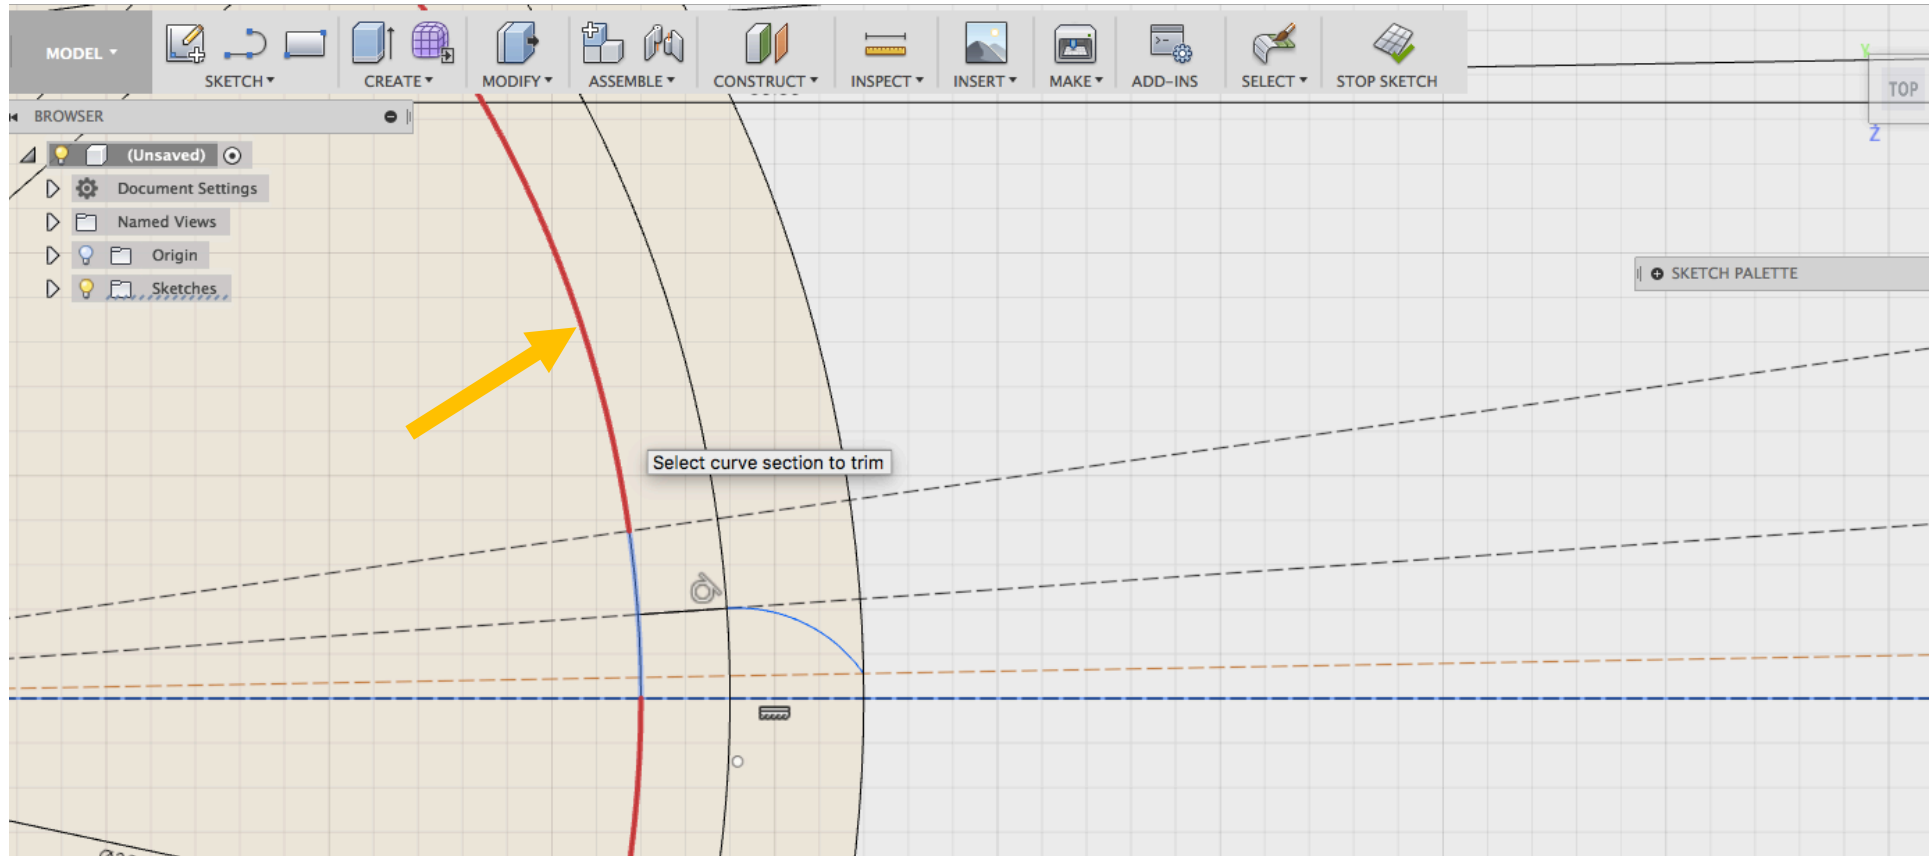 MODEL
SKETCH
CREATE
MODIFY
ASSEMBLE
CONSTRUCT
INSPECT
INSERT
MAKE
ADD-INS
SELECT
STOP SKETCH
Y
TOP
Z
BROWSER
(Unsaved)
Document Settings
Named Views
Origin
Sketches
SKETCH PALETTE
Select curve section to trim